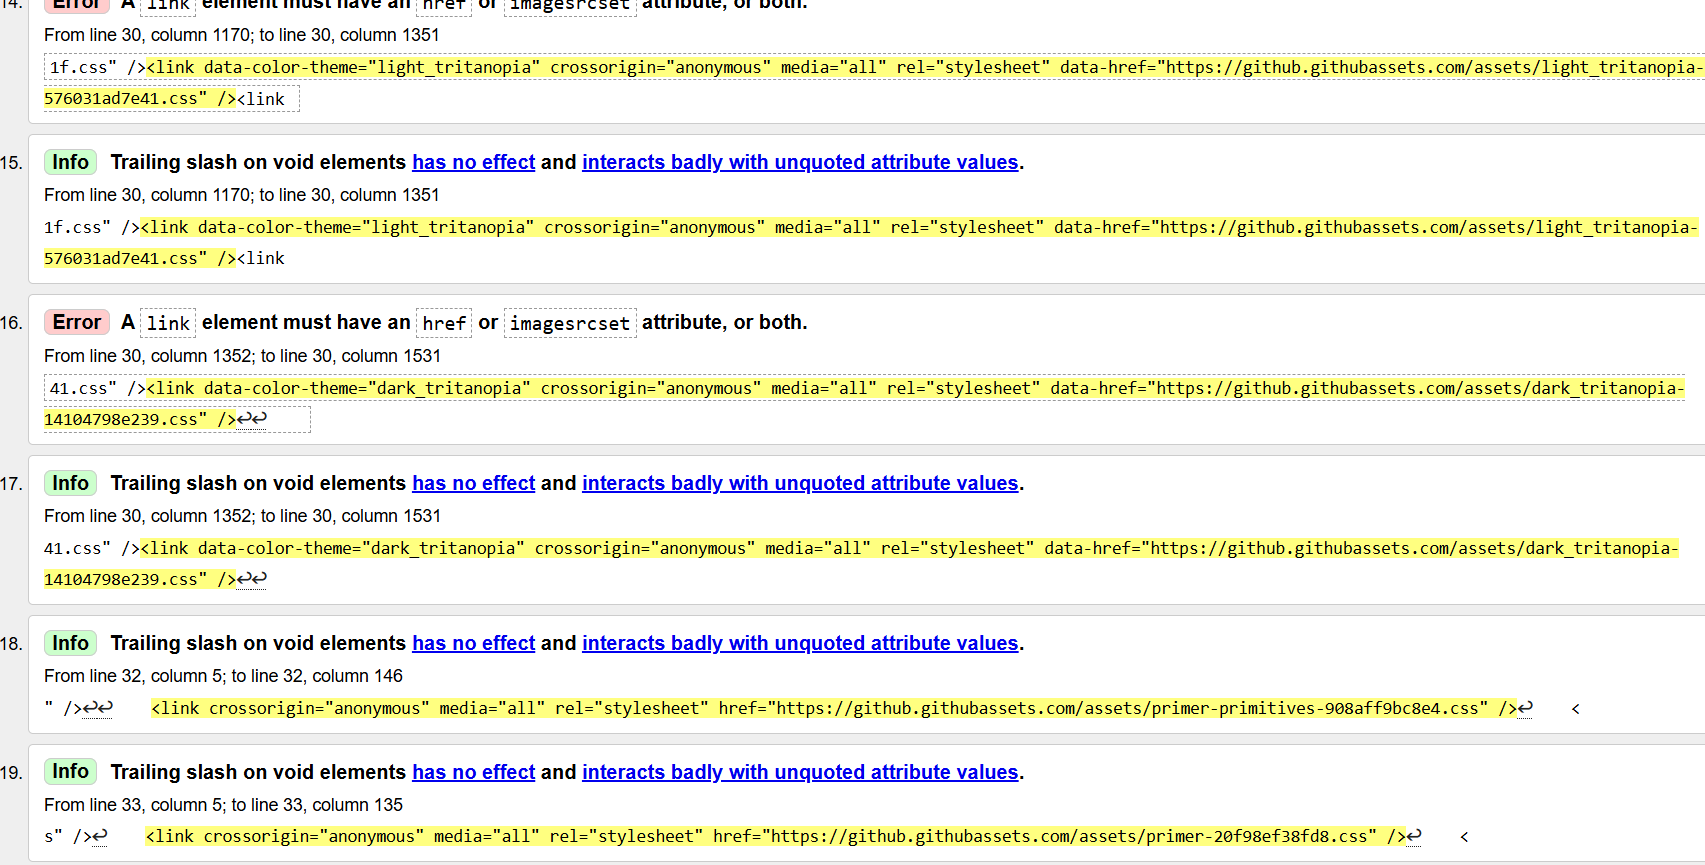 14. Error A link element must have an href or imagesrcset attribute, or both.
From line 30, column 1170; to line 30, column 1351
1f.css" /><link data-color-theme="light_tritanopia" crossorigin="anonymous" media="all" rel="stylesheet" data-href="https://github.githubassets.com/assets/light_tritanopia-
576031ad7e41.css" /><link
15. Info Trailing slash on void elements has no effect and interacts badly with unquoted attribute values.
From line 30, column 1170; to line 30, column 1351
1f.css" /><link data-color-theme="light_tritanopia" crossorigin="anonymous" media="all" rel="stylesheet" data-href="https://github.githubassets.com/assets/light_tritanopia-
576031ad7e41.css" /><link
16. Error A link element must have an href or imagesrcset attribute, or both.
From line 30, column 1352; to line 30, column 1531
41.css" /><link data-color-theme="dark_tritanopia" crossorigin="anonymous" media="all" rel="stylesheet" data-href="https://github.githubassets.com/assets/dark_tritanopia-
14104798e239.css" />↩↩
17. Info Trailing slash on void elements has no effect and interacts badly with unquoted attribute values.
From line 30, column 1352; to line 30, column 1531
41.css" /><link data-color-theme="dark_tritanopia" crossorigin="anonymous" media="all" rel="stylesheet" data-href="https://github.githubassets.com/assets/dark_tritanopia-
14104798e239.css" />↩↩
18. Info Trailing slash on void elements has no effect and interacts badly with unquoted attribute values.
From line 32, column 5; to line 32, column 146
" />↩↩ <link crossorigin="anonymous" media="all" rel="stylesheet" href="https://github.githubassets.com/assets/primer-primitives-908aff9bc8e4.css" />↩ <
19. Info Trailing slash on void elements has no effect and interacts badly with unquoted attribute values.
From line 33, column 5; to line 33, column 135
s" />↩ <link crossorigin="anonymous" media="all" rel="stylesheet" href="https://github.githubassets.com/assets/primer-20f98ef38fd8.css" />↩ <